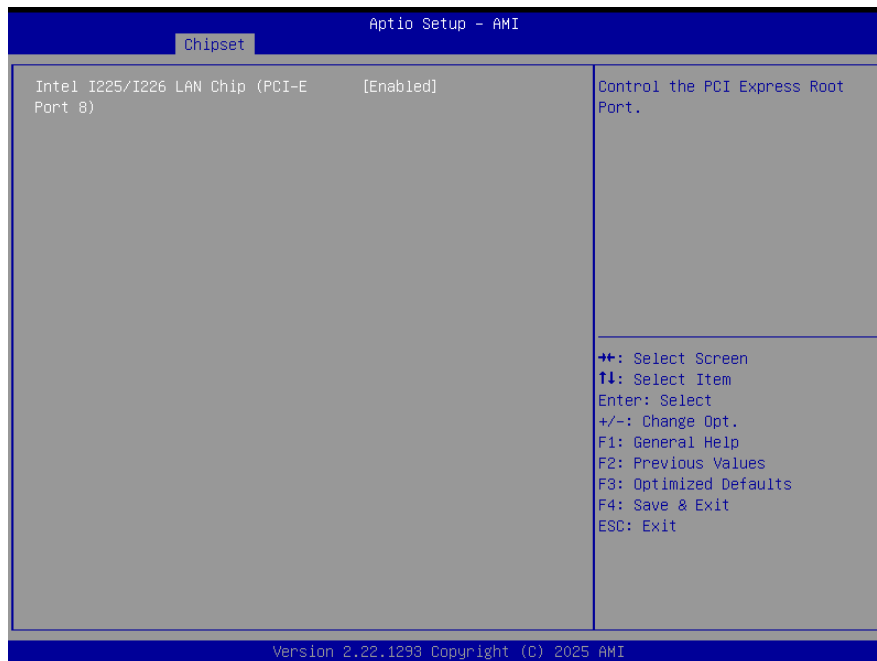 Aptio Setup – AMI
Chipset
Intel I225/I226 LAN Chip (PCI-E [Enabled]
Port 8)
Control the PCI Express Root
Port.
→←: Select Screen
↑↓: Select Item
Enter: Select
+/-: Change Opt.
F1: General Help
F2: Previous Values
F3: Optimized Defaults
F4: Save & Exit
ESC: Exit
Version 2.22.1293 Copyright (C) 2025 AMI